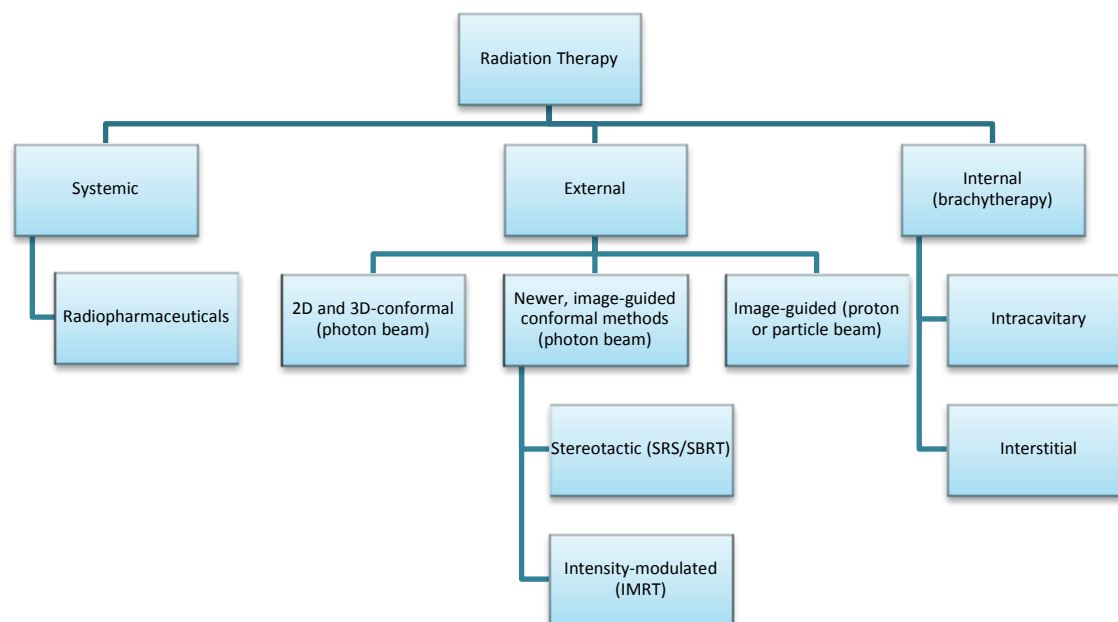 Radiation Therapy
Systemic
External
Internal
(brachytherapy)
Radiopharmaceuticals
2D and 3D-conformal
(photon beam)
Newer, image-guided
conformal methods
(photon beam)
Image-guided (proton
or particle beam)
Intracavitary
Stereotactic (SRS/SBRT)
Interstitial
Intensity-modulated
(IMRT)